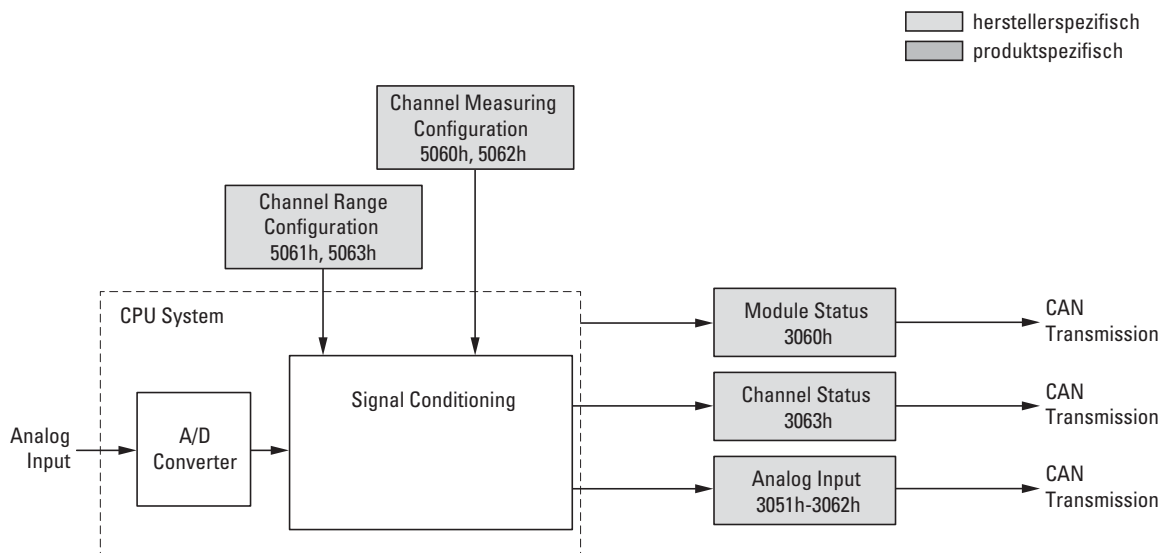 herstellerspezifisch
produktspezifisch
Channel Measuring
Configuration
5060h, 5062h
Channel Range
Configuration
5061h, 5063h
CPU System
Module Status
3060h
CAN
Transmission
Signal Conditioning
Channel Status
3063h
CAN
Transmission
Analog
Input
A/D
Converter
Analog Input
3051h-3062h
CAN
Transmission